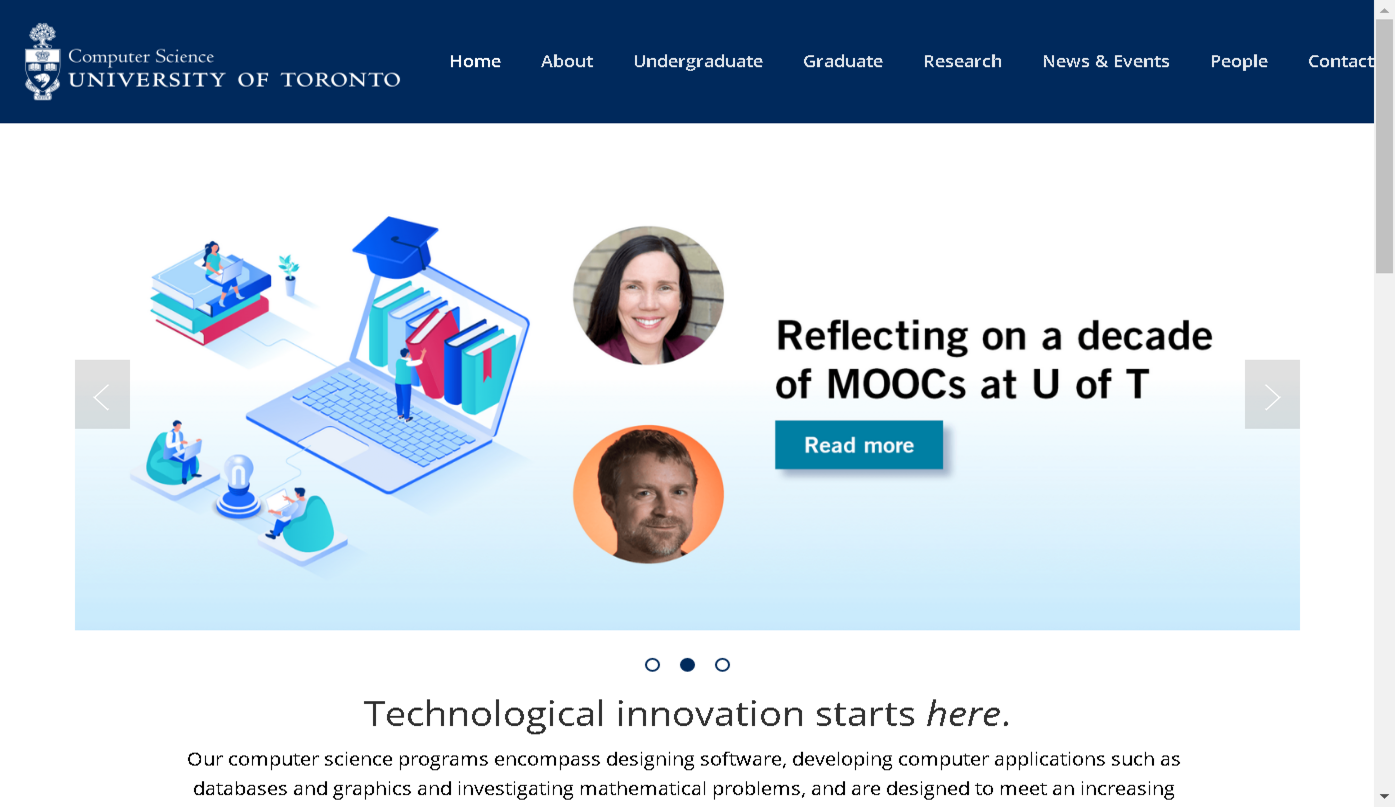 Computer Science
UNIVERSITY OF TORONTO
Home About Undergraduate Graduate Research News & Events People Contact
Reflecting on a decade
of MOOCs at U of T
Read more
Technological innovation starts here.
Our computer science programs encompass designing software, developing computer applications such as
databases and graphics and investigating mathematical problems, and are designed to meet an increasing